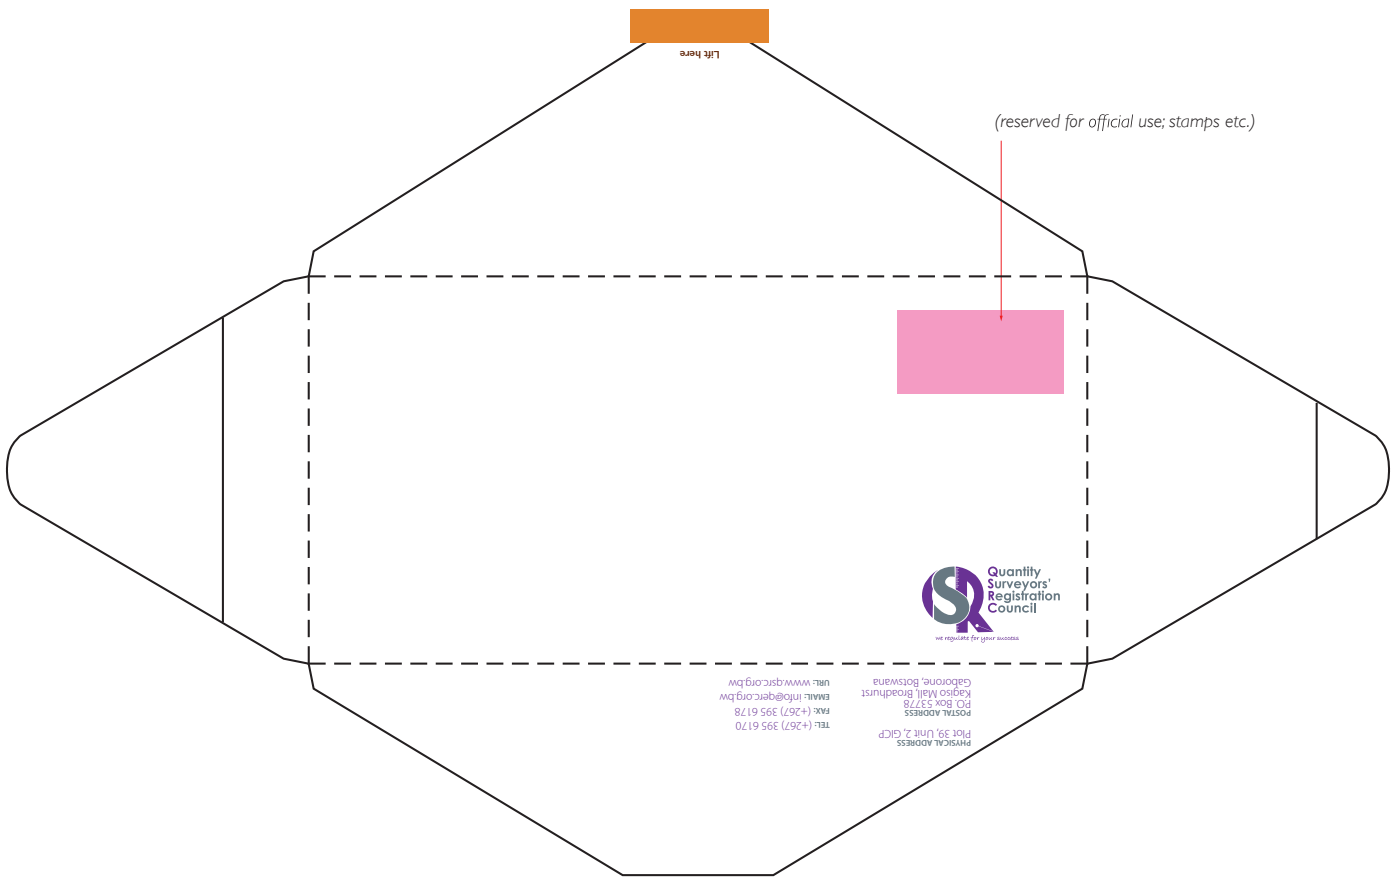 Lift here
(reserved for official use; stamps etc.)
Quantity
Surveyors'
Registration
Council
we regulate for your success
PHYSICAL ADDRESS
Plot 39, Unit 2, GICP
POSTAL ADDRESS
P.O. Box 53778
Kagiso Mall, Broadhurst
Gaborone, Botswana
TEL: (+267) 395 6170
FAX: (+267) 395 6178
EMAIL: info@qerc.org.bw
URL: www.qsrc.org.bw